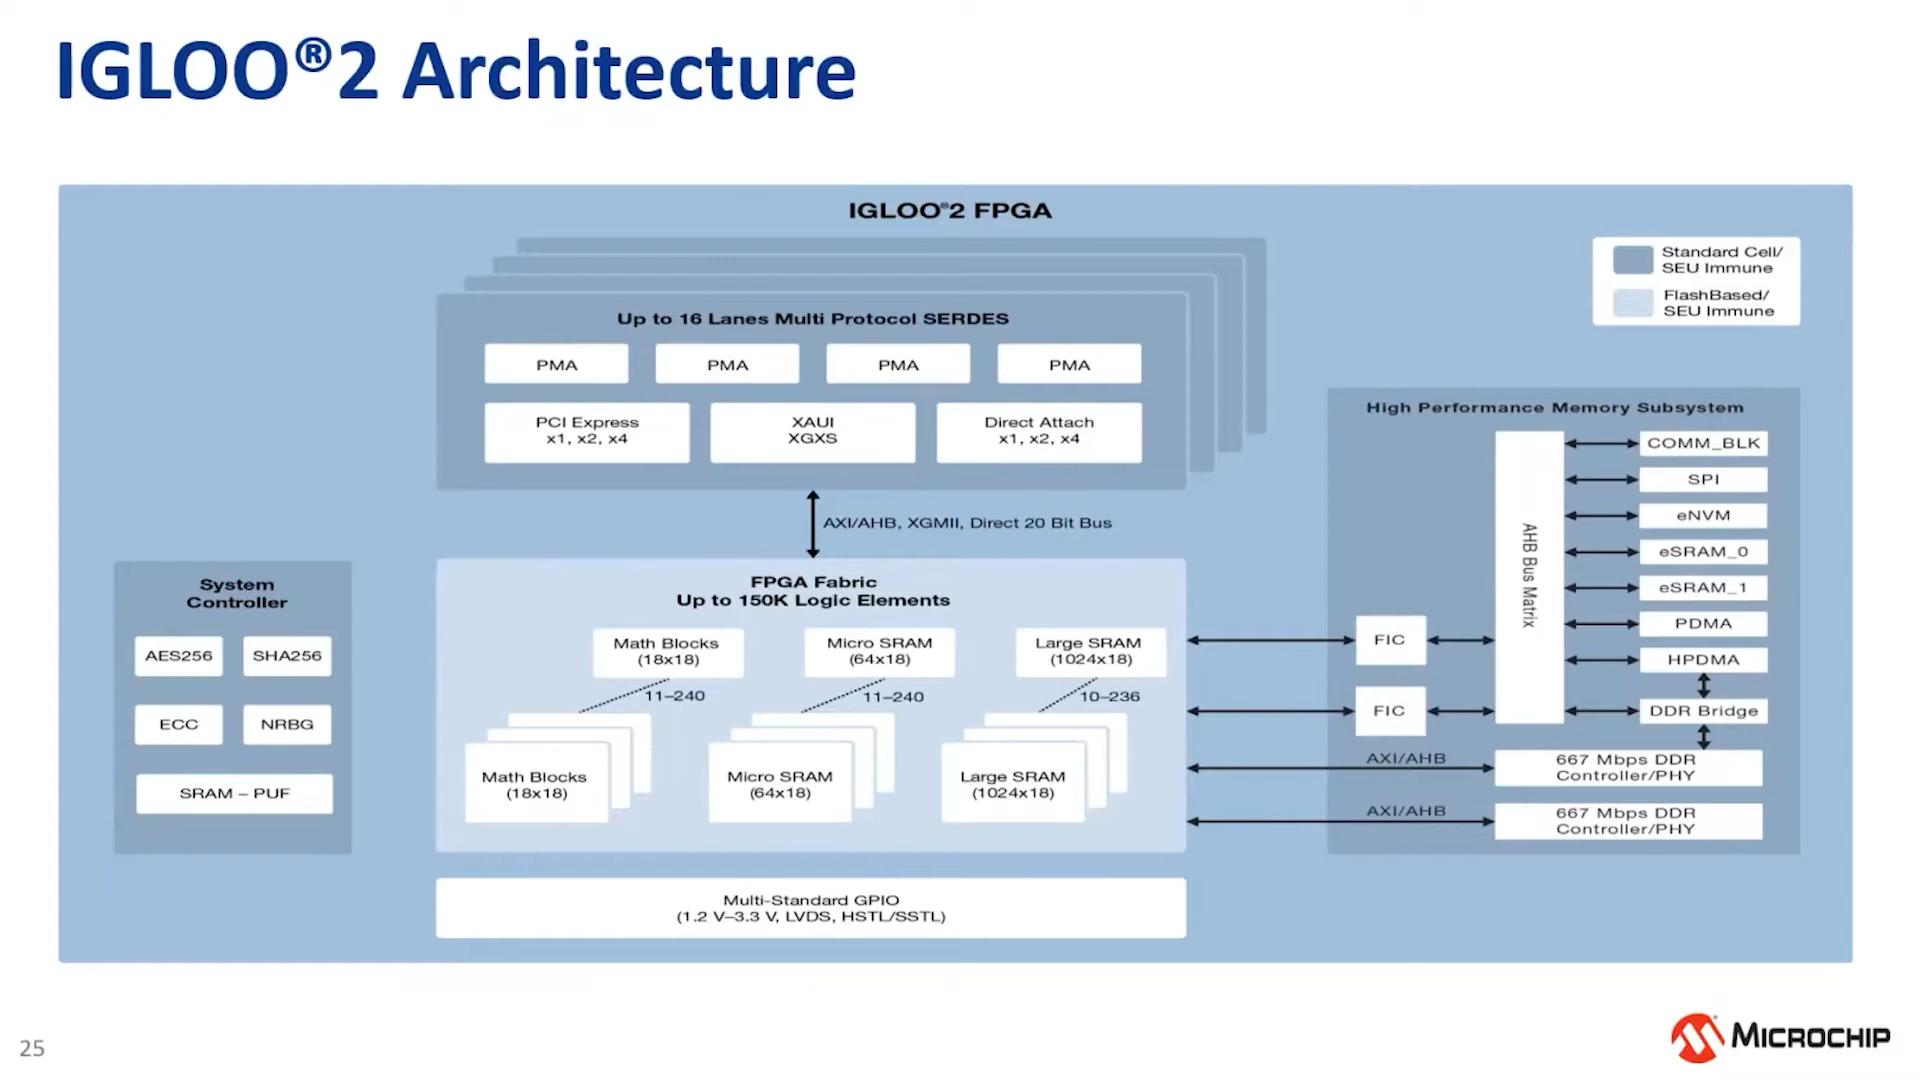 IGLOO®2 Architecture
IGLOO®2 FPGA
Standard Cell/
SEU Immune
FlashBased/
SEU Immune
Up to 16 Lanes Multi Protocol SERDES
PMA
PMA
PMA
PMA
PCI Express
x1, x2, x4
XAUI
XGXS
Direct Attach
x1, x2, x4
AXI/AHB, XGMII, Direct 20 Bit Bus
System
Controller
AES256
SHA256
ECC
NRBG
SRAM – PUF
FPGA Fabric
Up to 150K Logic Elements
Math Blocks
(18x18)
Micro SRAM
(64x18)
Large SRAM
(1024x18)
11–240
11–240
10–236
Math Blocks
(18x18)
Micro SRAM
(64x18)
Large SRAM
(1024x18)
Multi-Standard GPIO
(1.2 V–3.3 V, LVDS, HSTL/SSTL)
High Performance Memory Subsystem
FIC
FIC
AHB Bus Matrix
COMM_BLK
SPI
eNVM
eSRAM_0
eSRAM_1
PDMA
HPDMA
DDR Bridge
AXI/AHB
667 Mbps DDR
Controller/PHY
AXI/AHB
667 Mbps DDR
Controller/PHY
25
MICROCHIP